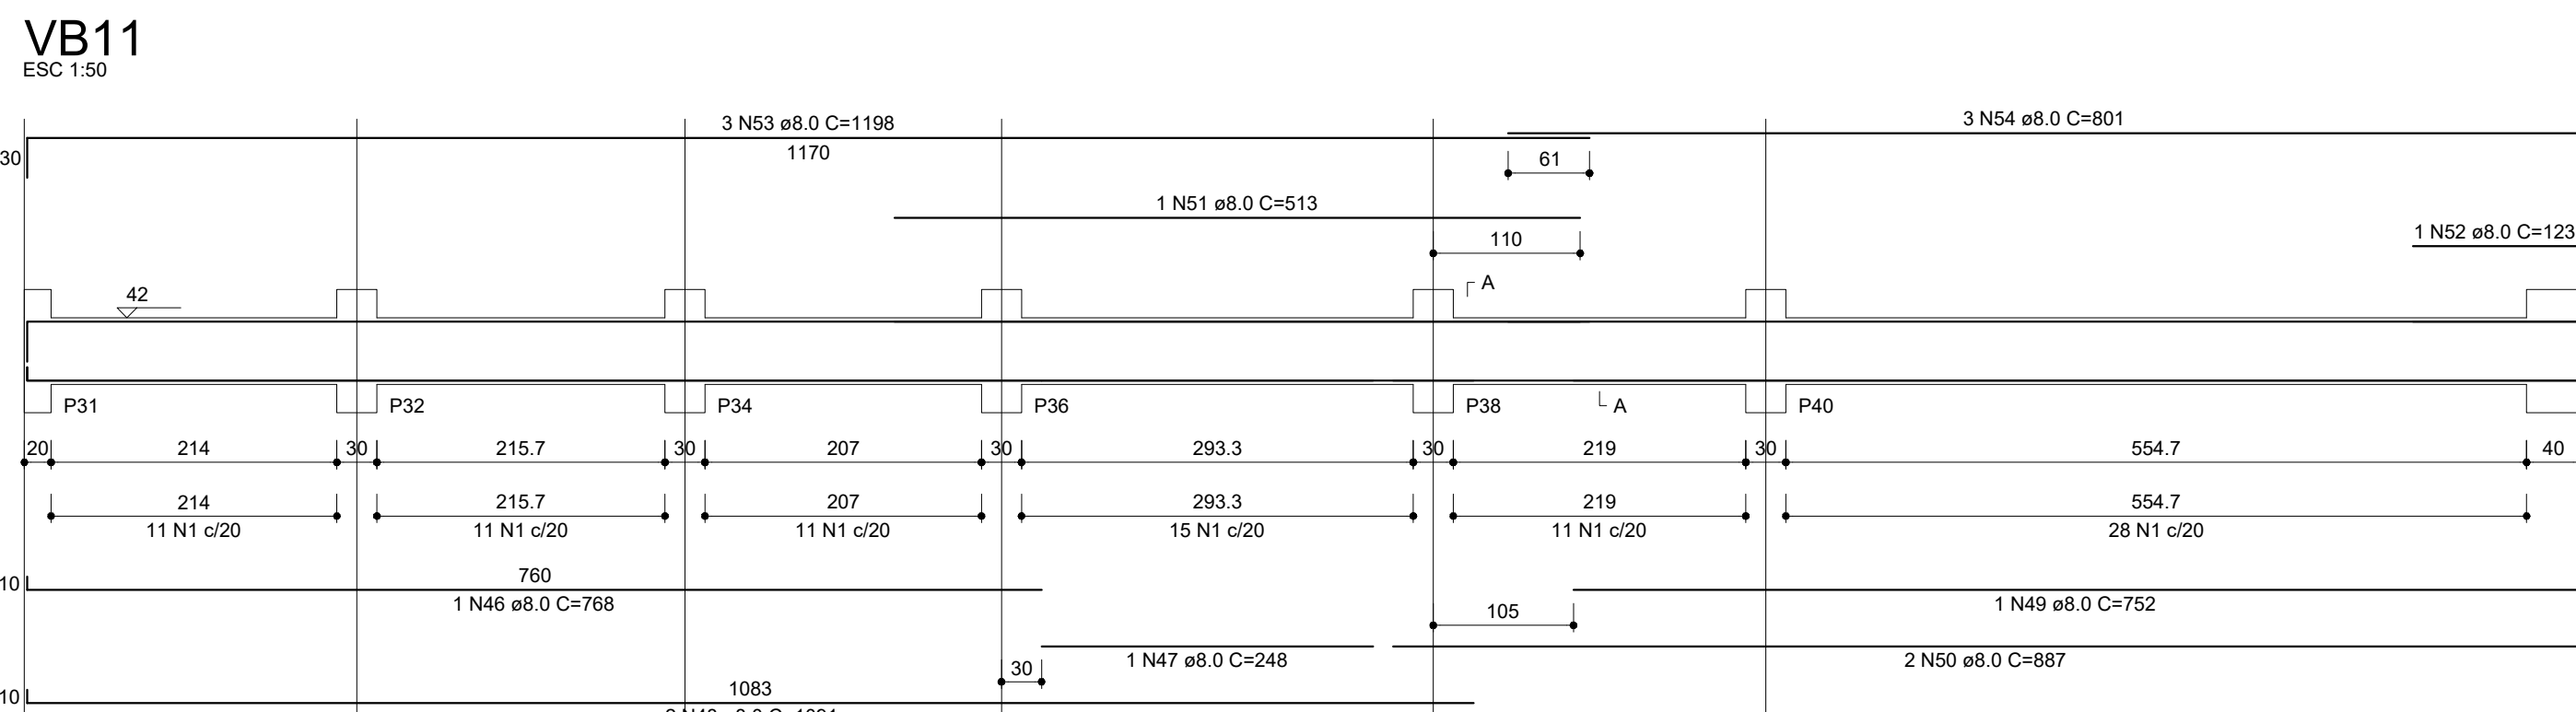 VB11
ESC 1:50
3 N53 ø8.0 C=1198
3 N54 ø8.0 C=801
30
1170
61
1 N51 ø8.0 C=513
110
1 N52 ø8.0 C=123
A
42
P31 P32 P34 P36 P38 A P40
20 214 30 215.7 30 207 30 293.3 30 219 30 554.7 40
214 215.7 207 293.3 219 554.7
11 N1 c/20 11 N1 c/20 11 N1 c/20 15 N1 c/20 11 N1 c/20 28 N1 c/20
10 760
1 N46 ø8.0 C=768
1 N49 ø8.0 C=752
105
1 N47 ø8.0 C=248
2 N50 ø8.0 C=887
30
10 1083